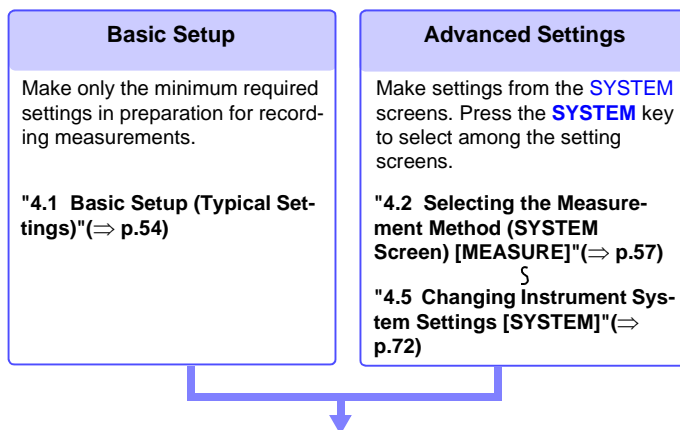 Basic Setup
Make only the minimum required
settings in preparation for record-
ing measurements.
"4.1 Basic Setup (Typical Set-
tings)"(⇒ p.54)
Advanced Settings
Make settings from the SYSTEM
screens. Press the SYSTEM key
to select among the setting
screens.
"4.2 Selecting the Measure-
ment Method (SYSTEM
Screen) [MEASURE]"(⇒ p.57)
"4.5 Changing Instrument Sys-
tem Settings [SYSTEM]"(⇒
p.72)